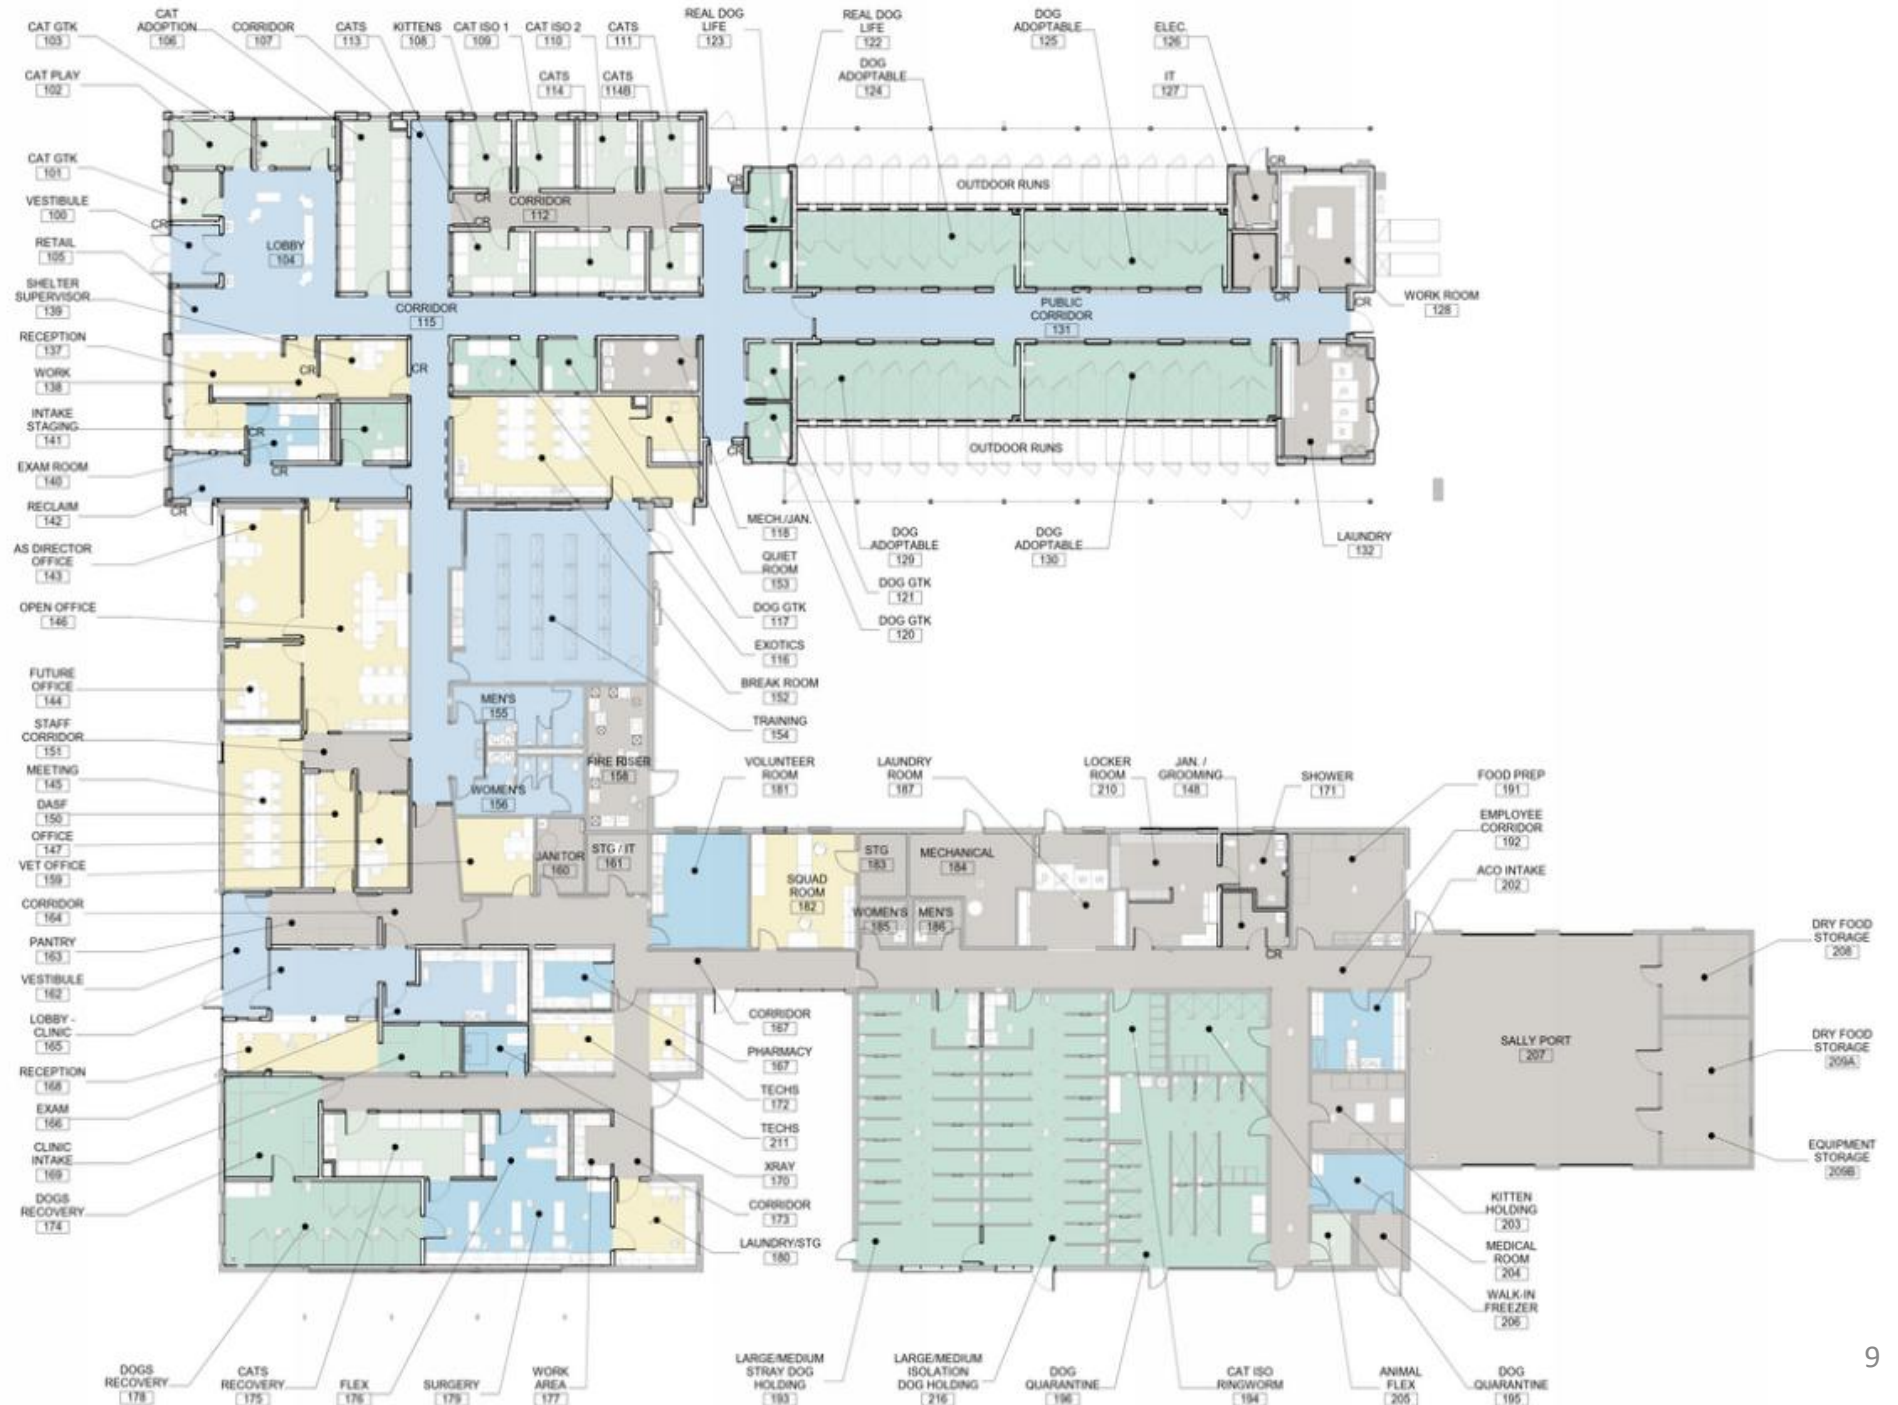 CAT GTK
103
CAT
ADOPTION
106
CORRIDOR
107
CATS
113
KITTENS
108
CAT ISO 1
109
CAT ISO 2
110
CATS
111
REAL DOG
LIFE
123
REAL DOG
LIFE
122
DOG
ADOPTABLE
125
ELEC.
126
CAT PLAY
102
CATS
114
CATS
114B
DOG
ADOPTABLE
124
IT
127
CAT GTK
101
VESTIBULE
100
RETAIL
105
SHELTER
SUPERVISOR
139
RECEPTION
137
WORK
138
INTAKE
STAGING
141
EXAM ROOM
140
RECLAIM
142
AS DIRECTOR
OFFICE
143
OPEN OFFICE
146
FUTURE
OFFICE
144
STAFF
CORRIDOR
151
MEETING
145
DASF
150
OFFICE
147
VET OFFICE
159
CORRIDOR
164
PANTRY
163
VESTIBULE
162
LOBBY -
CLINIC
165
RECEPTION
168
EXAM
166
CLINIC
INTAKE
169
DOGS
RECOVERY
174
CR
LOBBY
104
CR
CORRIDOR
112
CR
CR
OUTDOOR RUNS
CR
CORRIDOR
115
PUBLIC
CORRIDOR
131
CR
CR
WORK ROOM
128
CR
CR
CR
CR
CR
CR
OUTDOOR RUNS
LAUNDRY
132
MECH./JAN.
118
QUIET
ROOM
153
DOG GTK
117
EXOTICS
116
BREAK ROOM
152
TRAINING
154
DOG
ADOPTABLE
129
DOG GTK
121
DOG GTK
120
DOG
ADOPTABLE
130
MEN'S
155
WOMEN'S
156
FIRE RISER
158
JANITOR
160
STG / IT
161
VOLUNTEER
ROOM
181
LAUNDRY
ROOM
187
LOCKER
ROOM
210
JAN. /
GROOMING
148
SHOWER
171
FOOD PREP
191
EMPLOYEE
CORRIDOR
192
ACO INTAKE
202
SQUAD
ROOM
182
STG
183
MECHANICAL
184
WOMEN'S
185
MEN'S
186
CR
DRY FOOD
STORAGE
208
SALLY PORT
207
DRY FOOD
STORAGE
209A
EQUIPMENT
STORAGE
209B
CORRIDOR
167
PHARMACY
167
TECHS
172
TECHS
211
XRAY
170
CORRIDOR
173
LAUNDRY/STG
180
KITTEN
HOLDING
203
MEDICAL
ROOM
204
WALK-IN
FREEZER
206
DOGS
RECOVERY
178
CATS
RECOVERY
175
FLEX
176
SURGERY
179
WORK
AREA
177
LARGE/MEDIUM
STRAY DOG
HOLDING
193
LARGE/MEDIUM
ISOLATION
DOG HOLDING
216
DOG
QUARANTINE
196
CAT ISO
RINGWORM
194
ANIMAL
FLEX
205
DOG
QUARANTINE
195
9